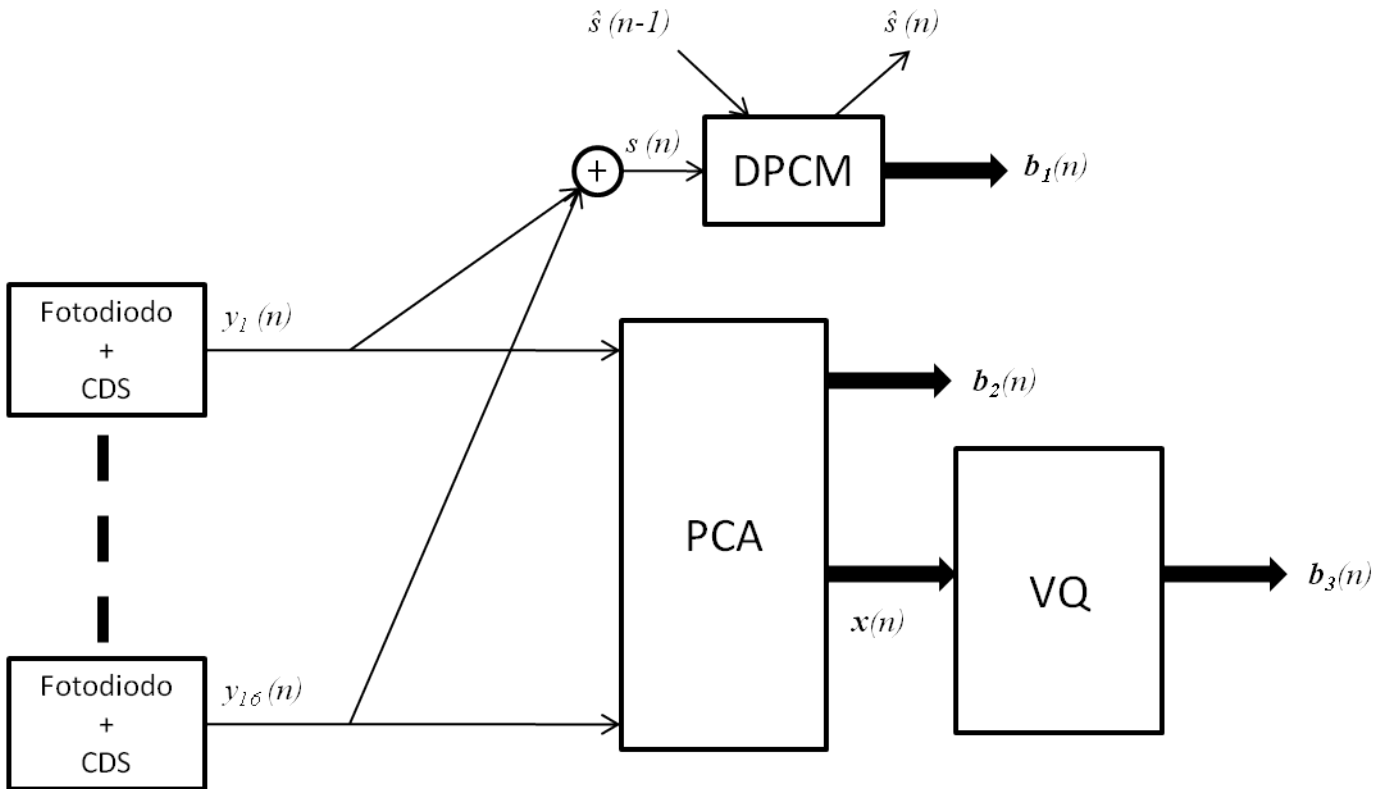 ŝ (n-1)
ŝ (n)
s (n)
+
DPCM
b₁(n)
Fotodiodo
+
CDS
y₁ (n)
PCA
b₂(n)
x(n)
VQ
b₃(n)
Fotodiodo
+
CDS
y₁₆ (n)